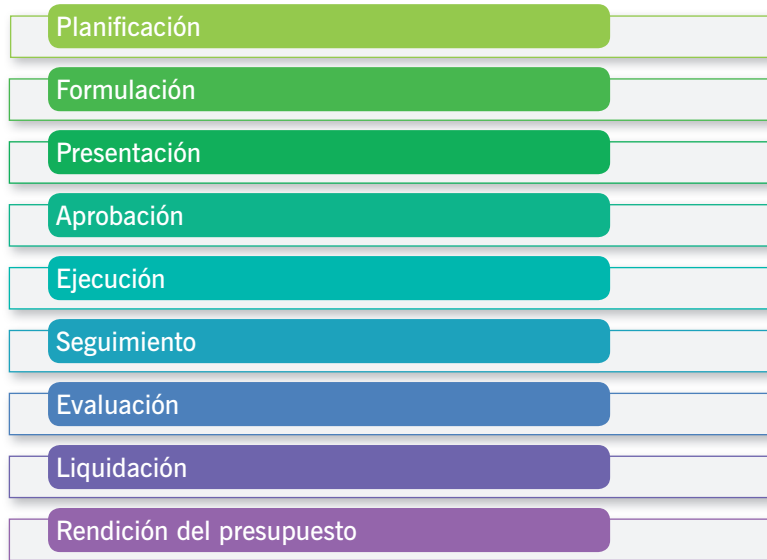 Planificación
Formulación
Presentación
Aprobación
Ejecución
Seguimiento
Evaluación
Liquidación
Rendición del presupuesto